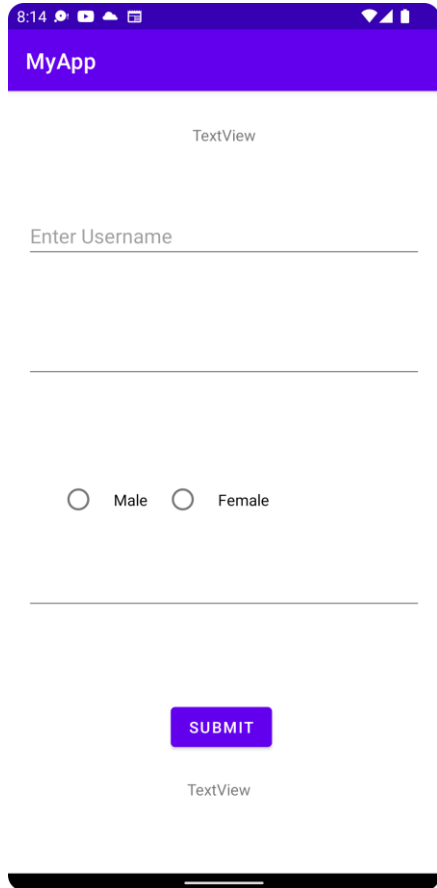 8:14
MyApp
TextView
Enter Username
Male Female
SUBMIT
TextView